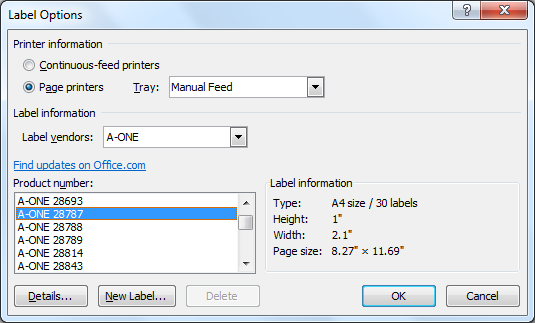 Label Options
Printer information
Continuous-feed printers
Page printers Tray: Manual Feed
Label information
Label vendors: A-ONE
Find updates on Office.com
Product number:
A-ONE 28693
A-ONE 28787
A-ONE 28788
A-ONE 28789
A-ONE 28814
A-ONE 28843
Label information
Type: A4 size / 30 labels
Height: 1"
Width: 2.1"
Page size: 8.27" × 11.69"
Details... New Label... Delete OK Cancel